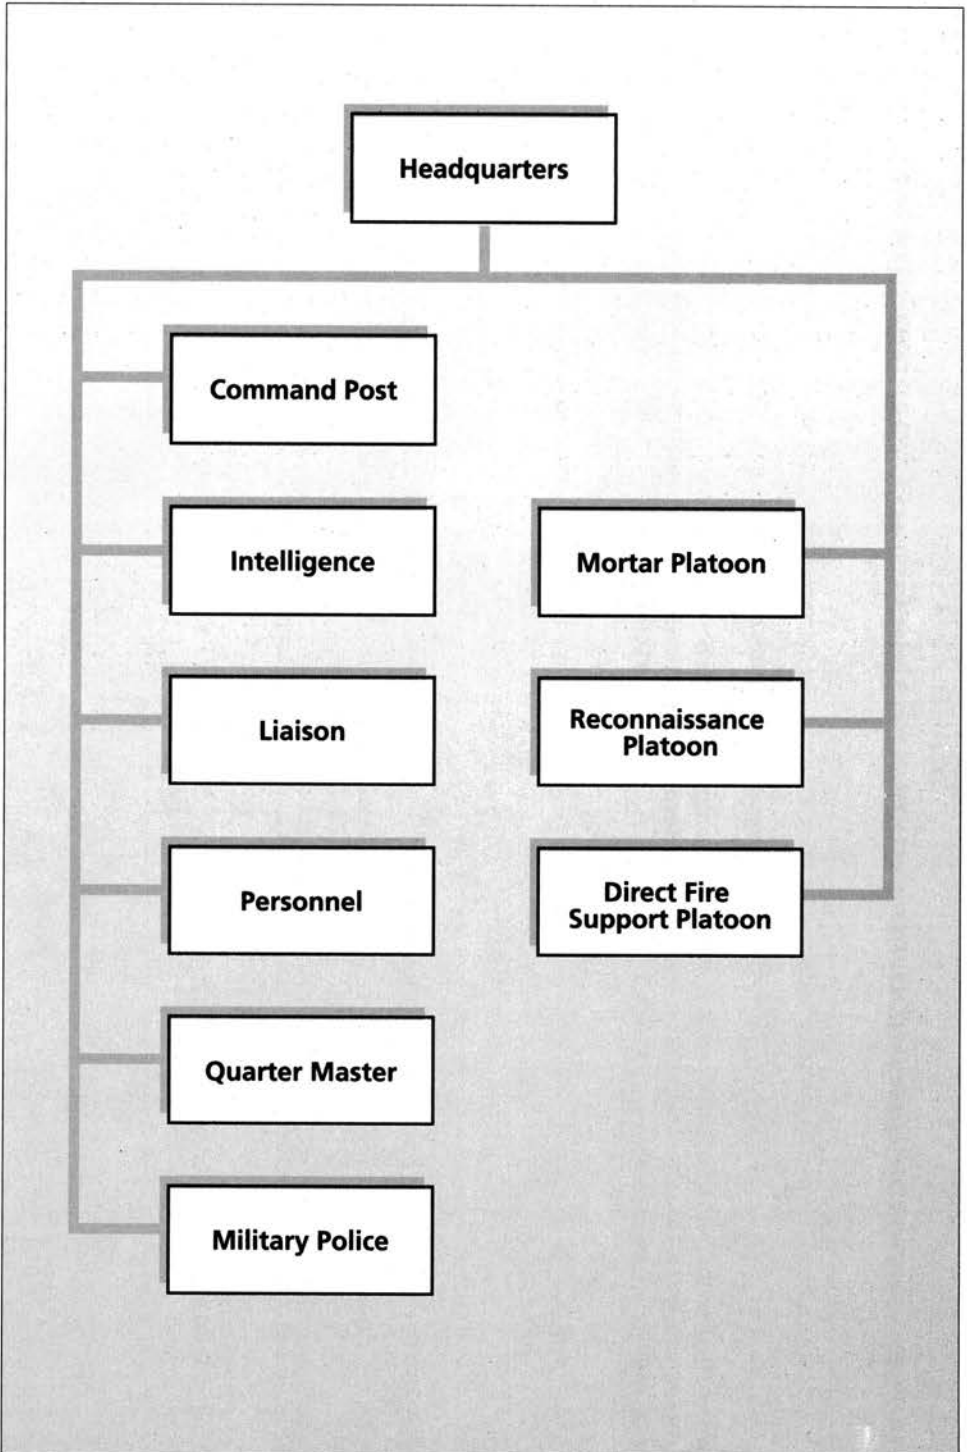 Headquarters
Command Post
Intelligence
Liaison
Personnel
Quarter Master
Military Police
Mortar Platoon
Reconnaissance
Platoon
Direct Fire
Support Platoon